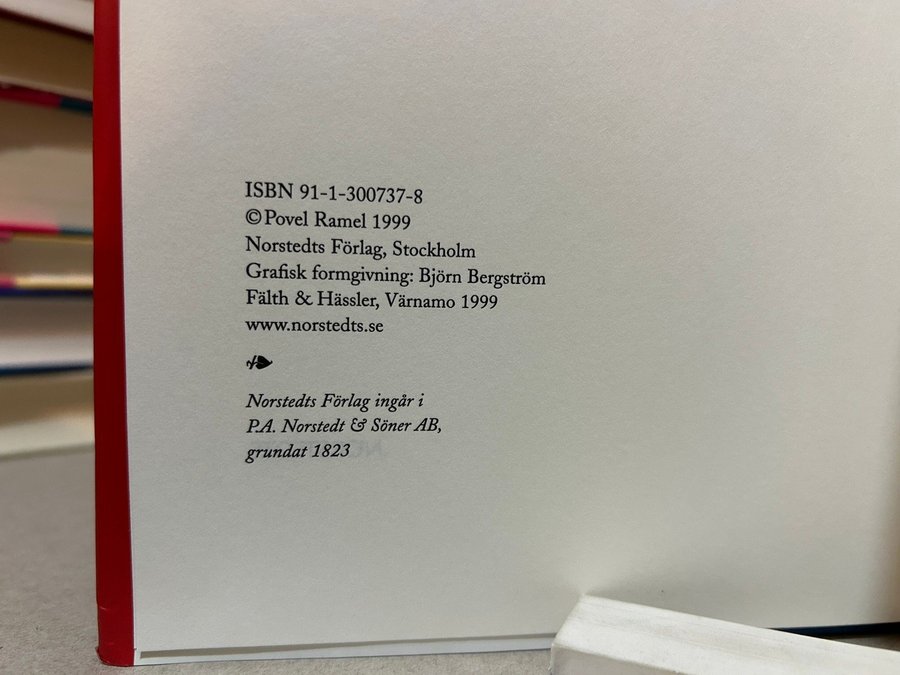 ISBN 91-1-300737-8
© Povel Ramel 1999
Norstedts Förlag, Stockholm
Grafisk formgivning: Björn Bergström
Fälth & Hässler, Värnamo 1999
www.norstedts.se
Norstedts Förlag ingår i
P.A. Norstedt & Söner AB,
grundat 1823